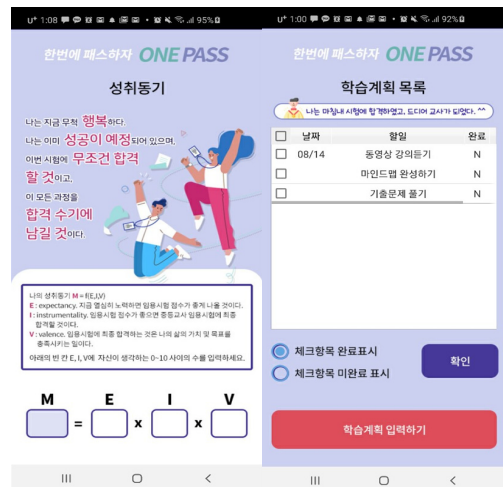 U+ 1:08 95%
한번에 패스하자 ONE PASS
성취동기
나는 지금 무척 행복하다.
나는 이미 성공이 예정되어 있으며,
이번 시험에 무조건 합격
할 것이고,
이 모든 과정을
합격 수기에
남길 것이다.
나의 성취동기 M = f(E,I,V)
E : expectancy. 지금 열심히 노력하면 임용시험 점수가 좋게 나올 것이다.
I : instrumentality. 임용시험 점수가 좋으면 중등교사 임용시험에 최종
합격할 것이다.
V : valence. 임용시험에 최종 합격하는 것은 나의 삶의 가치 및 목표를
충족시키는 일이다.
아래의 빈 칸 E, I, V에 자신이 생각하는 0~10 사이의 수를 입력하세요.
M E I V
= x x
U+ 1:00 92%
한번에 패스하자 ONE PASS
학습계획 목록
나는 마침내 시험에 합격하였고, 드디어 교사가 되었다. ^^
날짜 할일 완료
08/14 동영상 강의듣기 N
마인드맵 완성하기 N
기출문제 풀기 N
체크항목 완료표시
체크항목 미완료 표시
확인
학습계획 입력하기